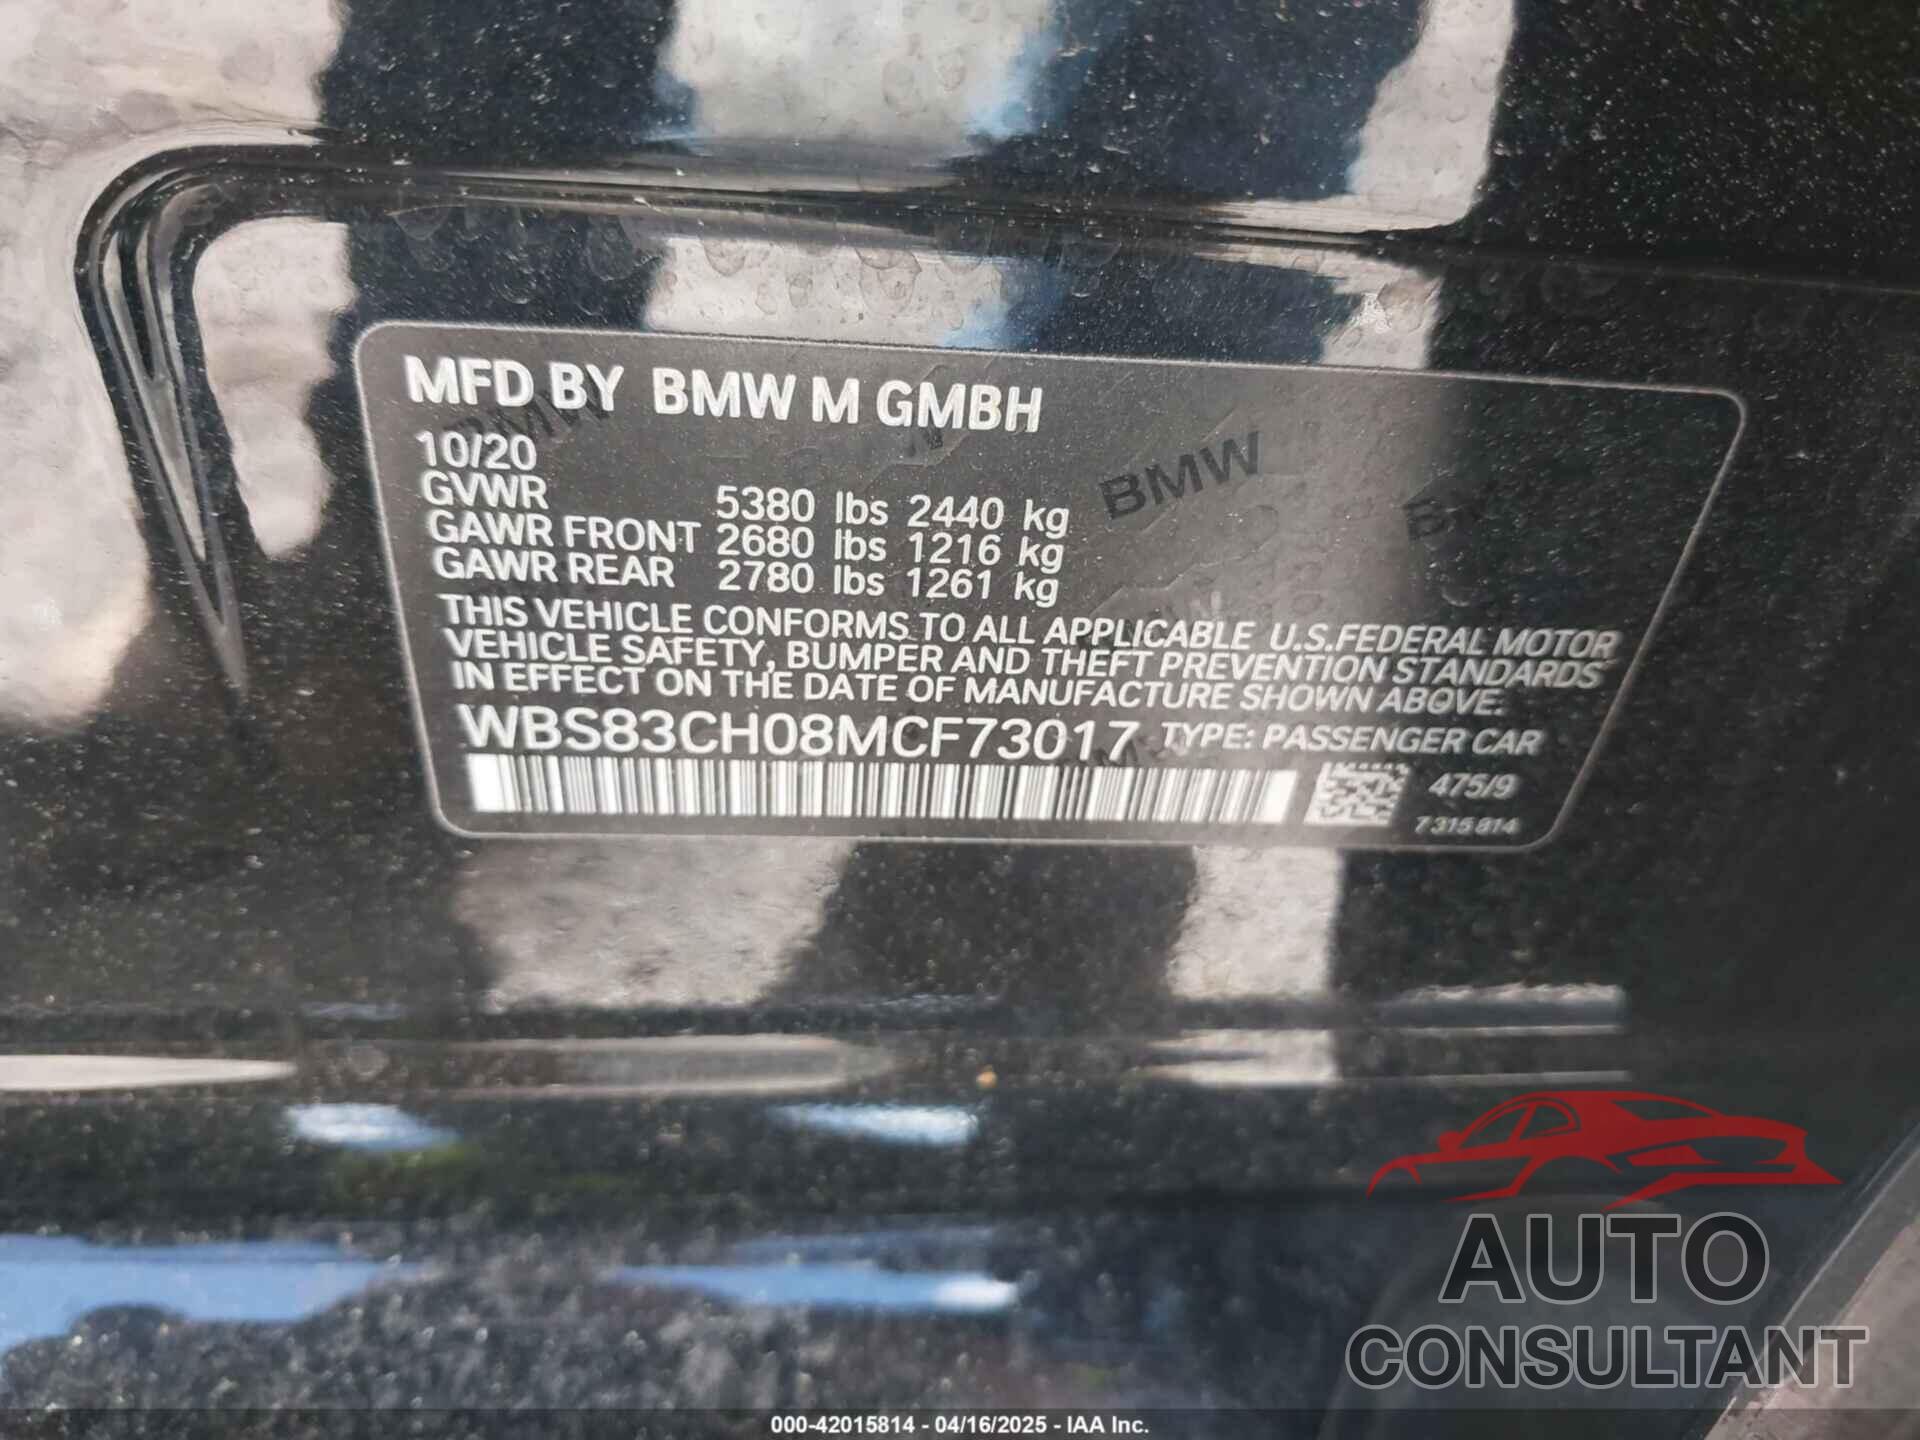 MFD BY BMW M GMBH
10/20
GVWR 5380 lbs 2440 kg
GAWR FRONT 2680 lbs 1216 kg
GAWR REAR 2780 lbs 1261 kg
THIS VEHICLE CONFORMS TO ALL APPLICABLE U.S.FEDERAL MOTOR
VEHICLE SAFETY, BUMPER AND THEFT PREVENTION STANDARDS
IN EFFECT ON THE DATE OF MANUFACTURE SHOWN ABOVE.
WBS83CH08MCF73017 TYPE: PASSENGER CAR
475/9
7315814
BMW
BMW
AUTO
CONSULTANT
000-42015814 - 04/16/2025 - IAA Inc.